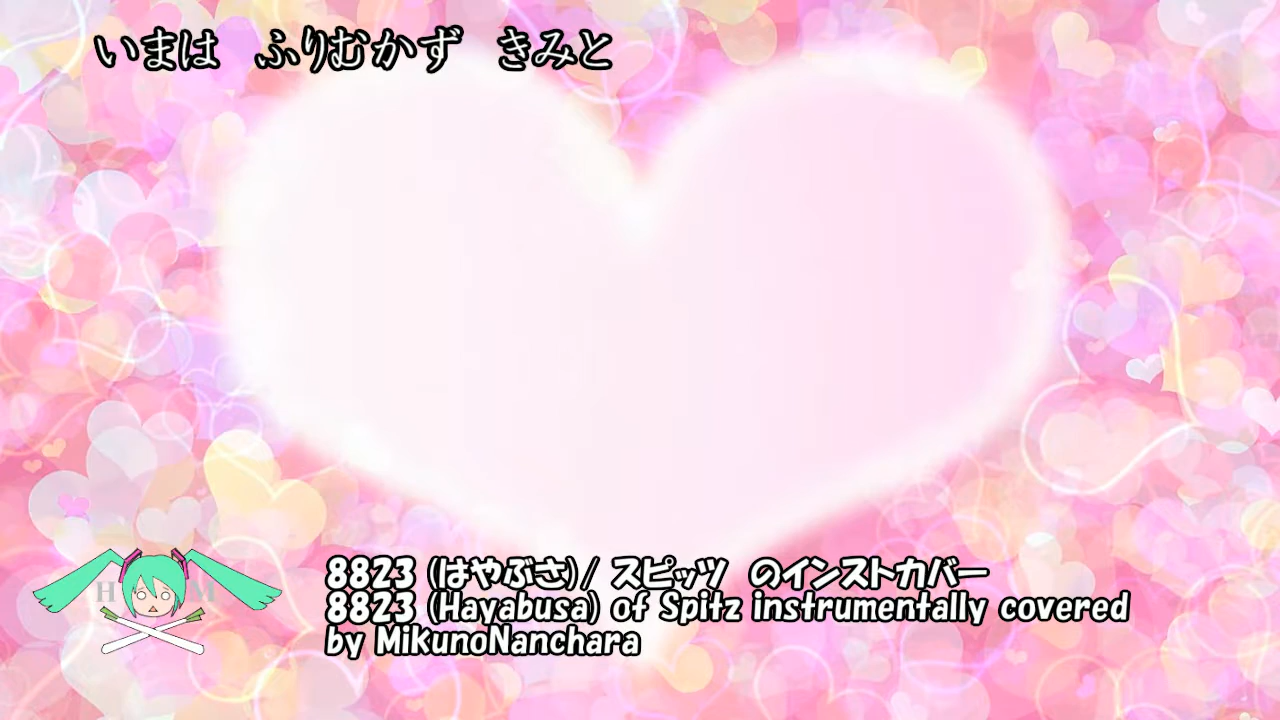 いまは　ふりむかず　きみと
H M
8823 (はやぶさ) / スピッツ　のインストカバー
8823 (Hayabusa) of Spitz instrumentally covered
by MikunoNanchara